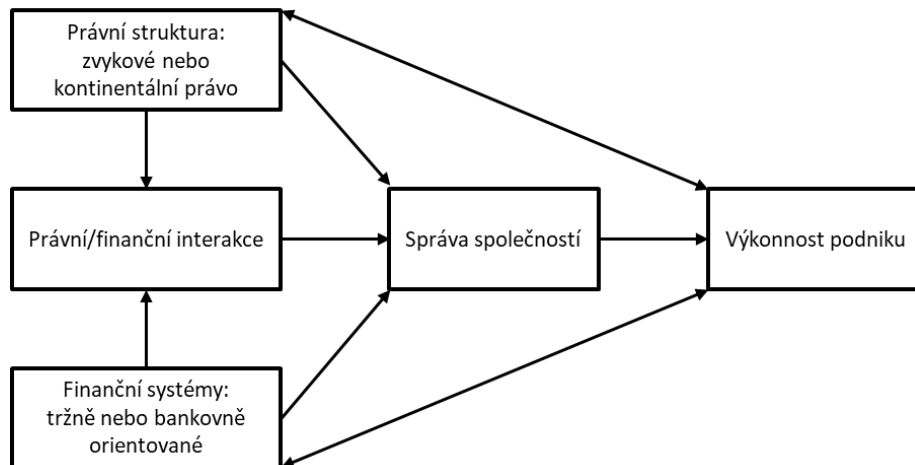 Právní struktura:
zvykové nebo
kontinentální právo
Právní/finanční interakce
Správa společností
Výkonnost podniku
Finanční systémy:
tržně nebo bankovně
orientované